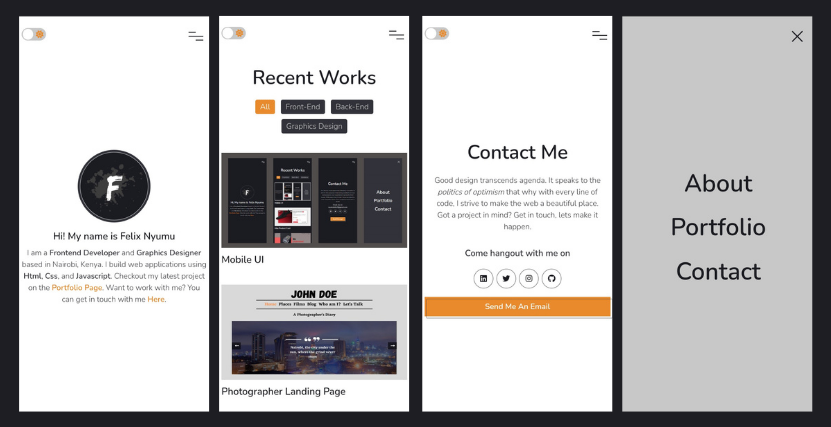 F
Hi! My name is Felix Nyumu
I am a Frontend Developer and Graphics Designer
based in Nairobi, Kenya. I build web applications using
Html, Css, and Javascript. Checkout my latest project
on the Portfolio Page. Want to work with me? You
can get in touch with me Here.
Recent Works
All
Front-End
Back-End
Graphics Design
Recent Works
Contact Me
About
Portfolio
Contact
Mobile UI
JOHN DOE
Home Places Films Blog Who am I? Let's Talk
A Photographer's Diary
Photographer Landing Page
Contact Me
Good design transcends agenda. It speaks to the
politics of optimism that why with every line of
code, I strive to make the web a beautiful place.
Got a project in mind? Get in touch, lets make it
happen.
Come hangout with me on
Send Me An Email
About
Portfolio
Contact